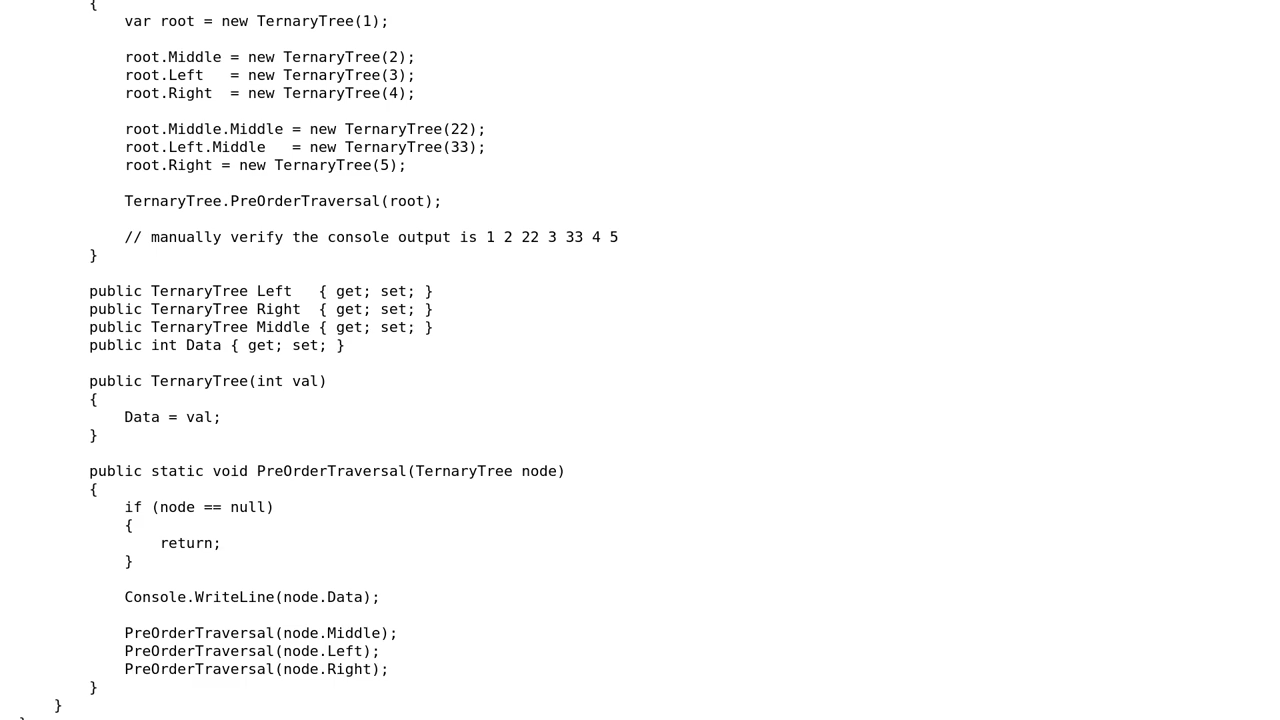 {
var root = new TernaryTree(1);
root.Middle = new TernaryTree(2);
root.Left   = new TernaryTree(3);
root.Right  = new TernaryTree(4);
root.Middle.Middle = new TernaryTree(22);
root.Left.Middle   = new TernaryTree(33);
root.Right = new TernaryTree(5);
TernaryTree.PreOrderTraversal(root);
// manually verify the console output is 1 2 22 3 33 4 5
}
public TernaryTree Left   { get; set; }
public TernaryTree Right  { get; set; }
public TernaryTree Middle { get; set; }
public int Data { get; set; }
public TernaryTree(int val)
{
Data = val;
}
public static void PreOrderTraversal(TernaryTree node)
{
if (node == null)
{
return;
}
Console.WriteLine(node.Data);
PreOrderTraversal(node.Middle);
PreOrderTraversal(node.Left);
PreOrderTraversal(node.Right);
}
}
}